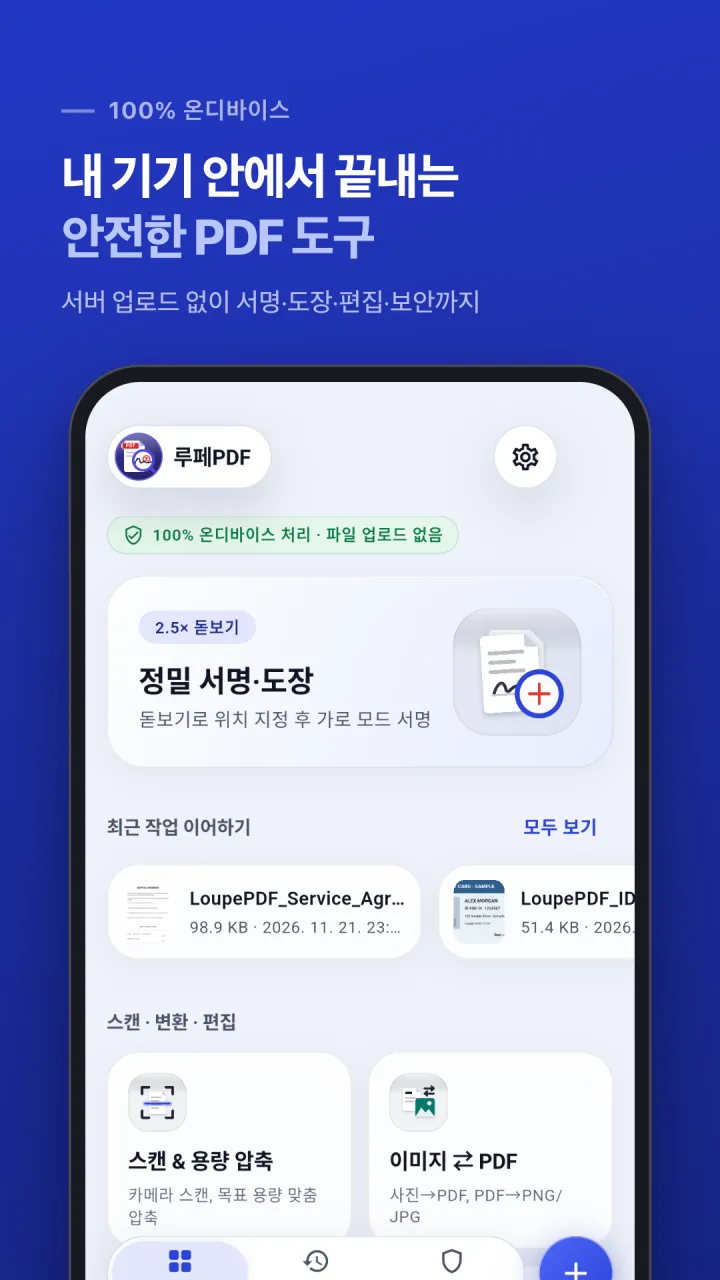 100% 온디바이스
내 기기 안에서 끝내는
안전한 PDF 도구
서버 업로드 없이 서명·도장·편집·보안까지
PDF
루페PDF
100% 온디바이스 처리 · 파일 업로드 없음
2.5× 돋보기
정밀 서명·도장
돋보기로 위치 지정 후 가로 모드 서명
최근 작업 이어하기
모두 보기
LoupePDF_Service_Agr...
98.9 KB · 2026. 11. 21. 23:...
CARD · SAMPLE
ALEX MORGAN
LoupePDF_ID
51.4 KB · 2026.
스캔 · 변환 · 편집
스캔 & 용량 압축
카메라 스캔, 목표 용량 맞춤
압축
이미지 ⇄ PDF
사진→PDF, PDF→PNG/
JPG